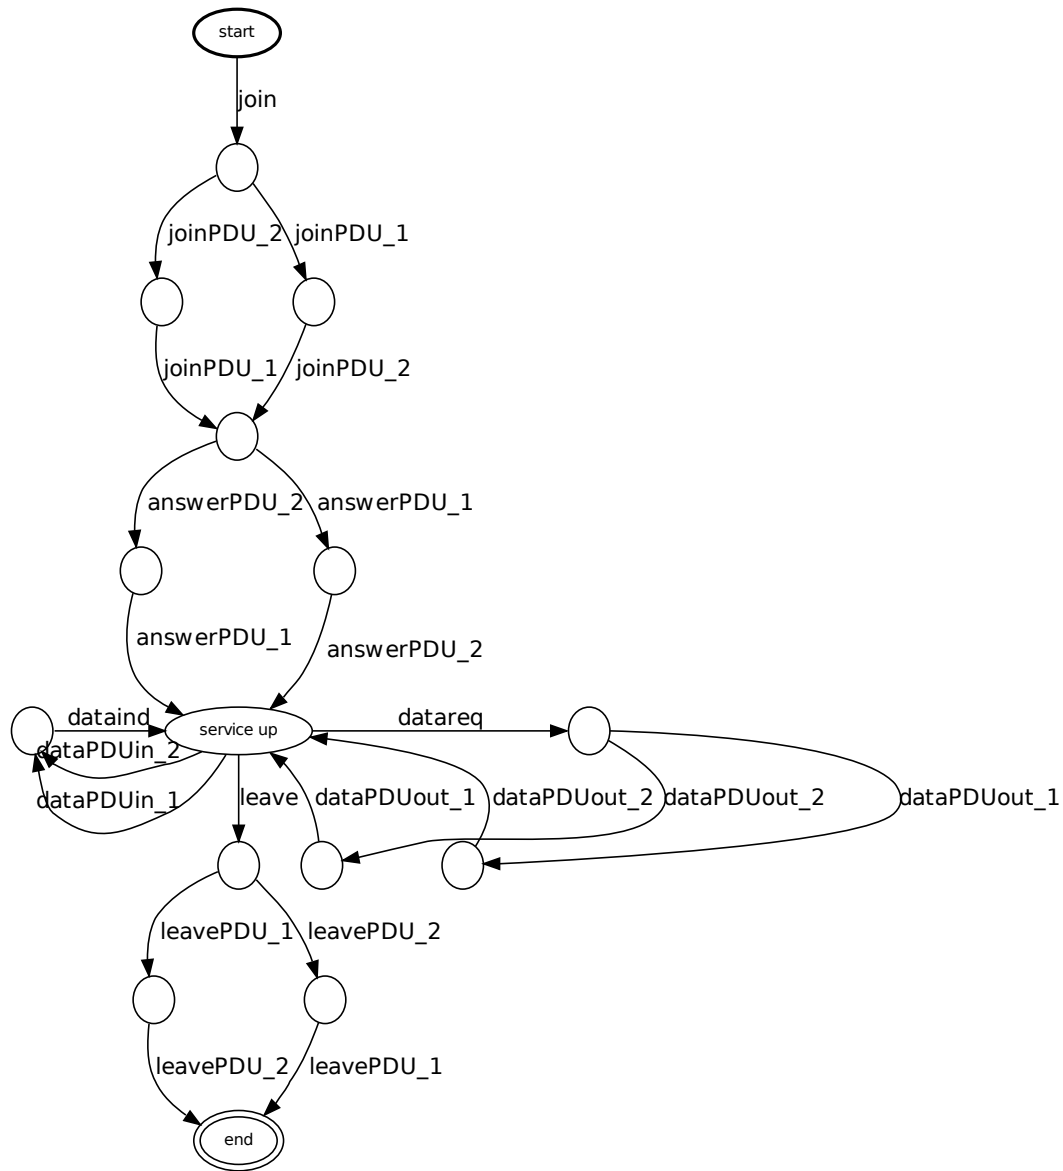 start
join
joinPDU_2 joinPDU_1
joinPDU_1 joinPDU_2
answerPDU_2 answerPDU_1
answerPDU_1
answerPDU_2
dataind service up datareq
dataPDUin_2
dataPDUin_1 leave dataPDUout_1 dataPDUout_2 dataPDUout_2 dataPDUout_1
leavePDU_1 leavePDU_2
leavePDU_2 leavePDU_1
end